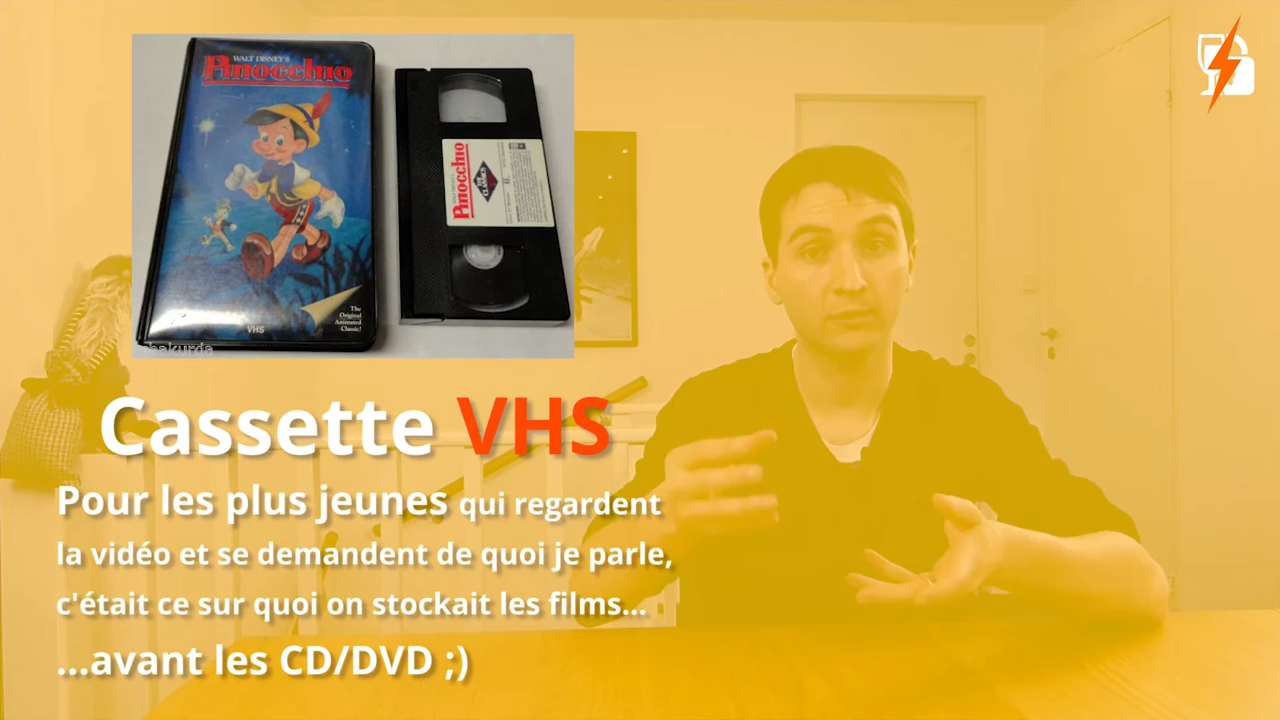 WALT DISNEY'S
Pinocchio
The
Original
Animated
Classic!
VHS
Pinocchio
THE CLASSICS
Cassette VHS
Pour les plus jeunes qui regardent
la vidéo et se demandent de quoi je parle,
c'était ce sur quoi on stockait les films...
...avant les CD/DVD ;)